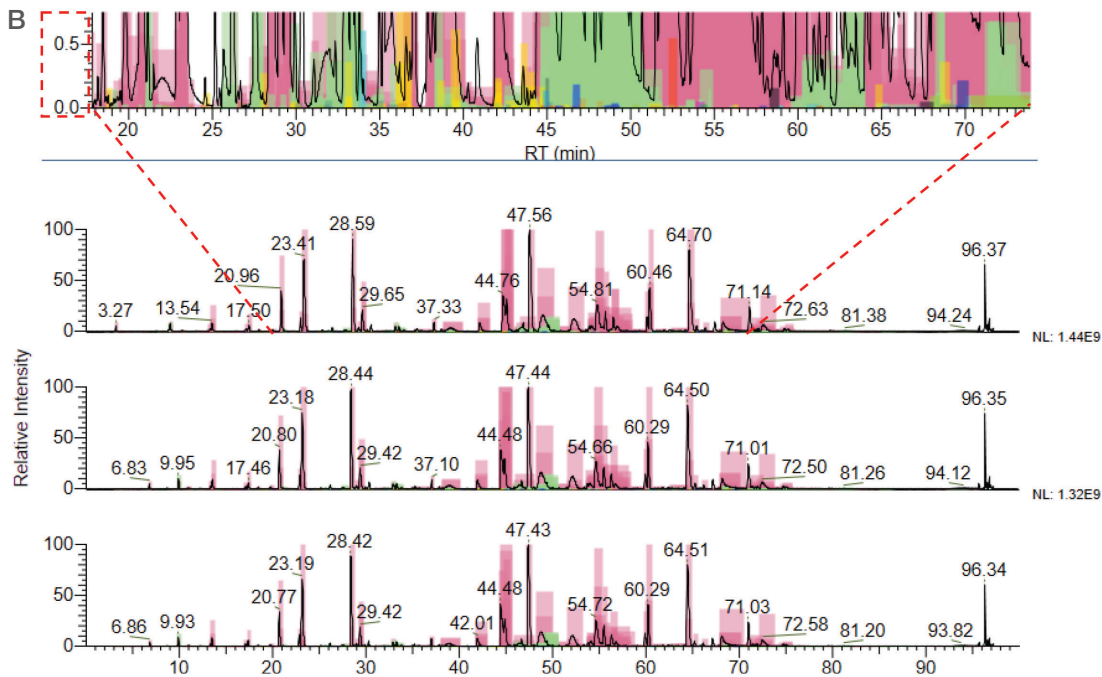 B
0.5
0.0
20 25 30 35 40 45 50 55 60 65 70
RT (min)
Relative Intensity
100
50
0
3.27 13.54 17.50 20.96 23.41 28.59 29.65 37.33 44.76 47.56 54.81 60.46 64.70 71.14 72.63 81.38 94.24 96.37
NL: 1.44E9
100
50
0
6.83 9.95 17.46 20.80 23.18 28.44 29.42 37.10 44.48 47.44 54.66 60.29 64.50 71.01 72.50 81.26 94.12 96.35
NL: 1.32E9
100
50
0
6.86 9.93 20.77 23.19 28.42 29.42 42.01 44.48 47.43 54.72 60.29 64.51 71.03 72.58 81.20 93.82 96.34
10 20 30 40 50 60 70 80 90